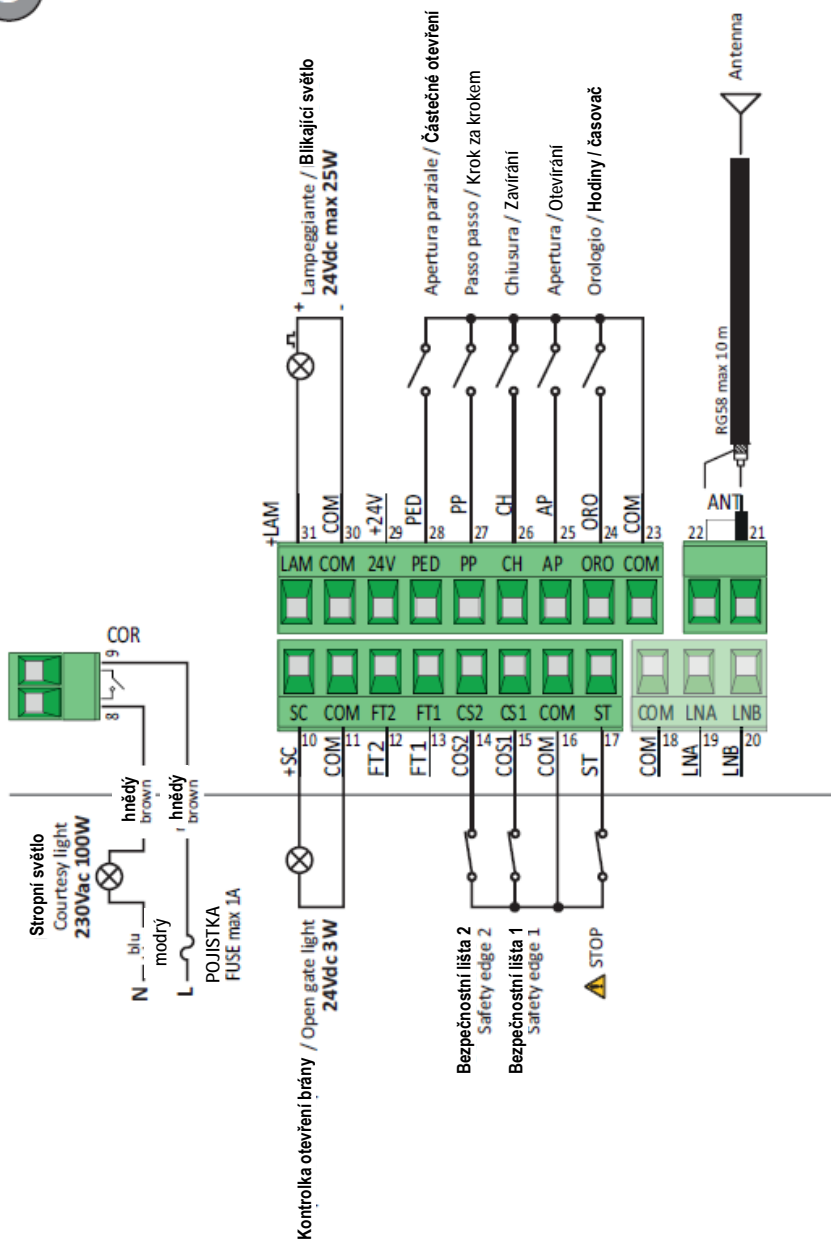 COR
9
8
hnědý
brown
hnědý
brown
Stropní světlo
Courtesy light
230Vac 100W
N
blu
modrý
L
POJISTKA
FUSE max 1A
Lampeggiante / Blikající světlo
24Vdc max 25W
+
-
Apertura parziale / Částečné otevření
Passo passo / Krok za krokem
Chiusura / Zavírání
Apertura / Otevírání
Orologio / Hodiny / časovač
Antenna
RG58 max 10 m
+LAM
COM
+24V
PED
PP
CH
AP
ORO
COM
ANT
31
30
29
28
27
26
25
24
23
22
21
LAM COM 24V PED PP CH AP ORO COM
SC COM FT2 FT1 CS2 CS1 COM ST
COM LNA LNB
10
11
12
13
14
15
16
17
18
19
20
+SC
COM
FT2
FT1
COS2
COS1
COM
ST
COM
LNA
LNB
Kontrolka otevření brány / Open gate light
24Vdc 3W
Bezpečnostní lišta 2
Safety edge 2
Bezpečnostní lišta 1
Safety edge 1
STOP